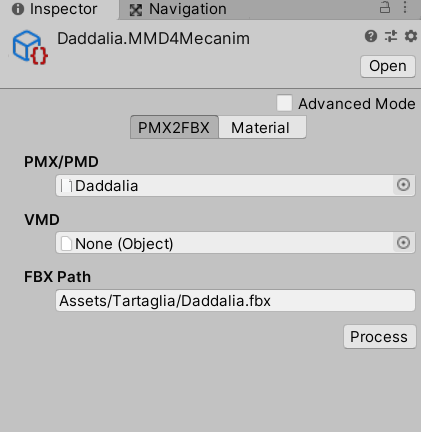 Inspector Navigation
Daddalia.MMD4Mecanim
Open
Advanced Mode
PMX2FBX Material
PMX/PMD
Daddalia
VMD
None (Object)
FBX Path
Assets/Tartaglia/Daddalia.fbx
Process